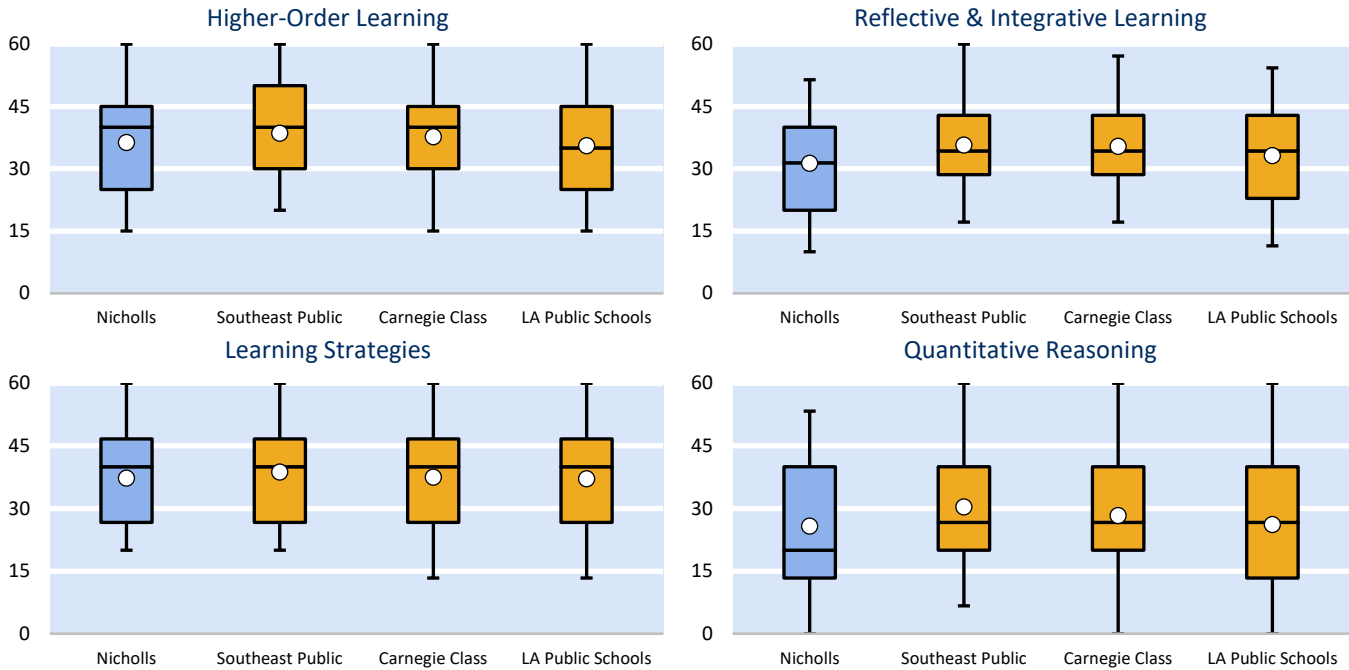 Higher-Order Learning
60
45
30
15
0
Nicholls Southeast Public Carnegie Class LA Public Schools
Reflective & Integrative Learning
60
45
30
15
0
Nicholls Southeast Public Carnegie Class LA Public Schools
Learning Strategies
60
45
30
15
0
Nicholls Southeast Public Carnegie Class LA Public Schools
Quantitative Reasoning
60
45
30
15
0
Nicholls Southeast Public Carnegie Class LA Public Schools